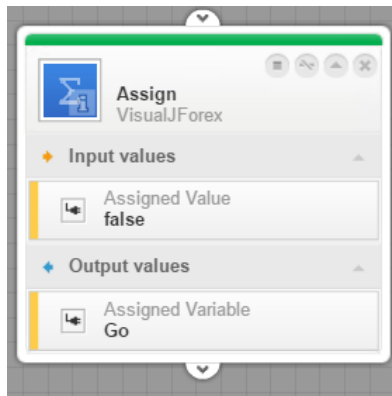 Assign
VisualJForex
Input values
Assigned Value
false
Output values
Assigned Variable
Go